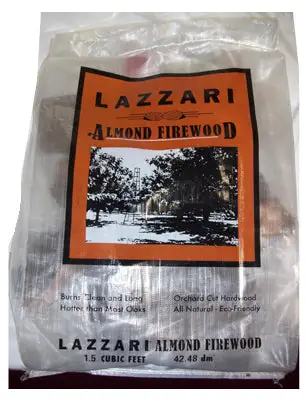 LAZZARI
ALMOND FIREWOOD
Burns Clean and Long
Hotter than Most Oaks
Orchard Cut Hardwood
All Natural - Eco-Friendly
LAZZARI ALMOND FIREWOOD
1.5 CUBIC FEET 42.48 dm